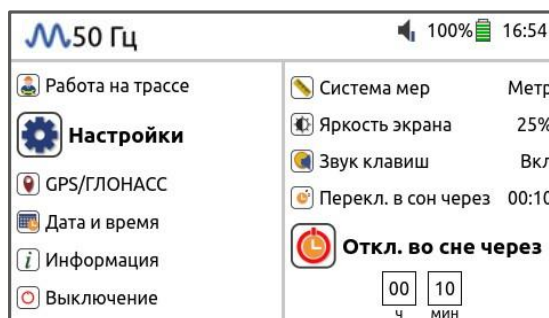 50 Гц 100% 16:54
Работа на трассе
Настройки
GPS/ГЛОНАСС
Дата и время
Информация
Выключение
Система мер Метр
Яркость экрана 25%
Звук клавиш Вкл
Перекл. в сон через 00:10
Откл. во сне через
00 10
ч мин